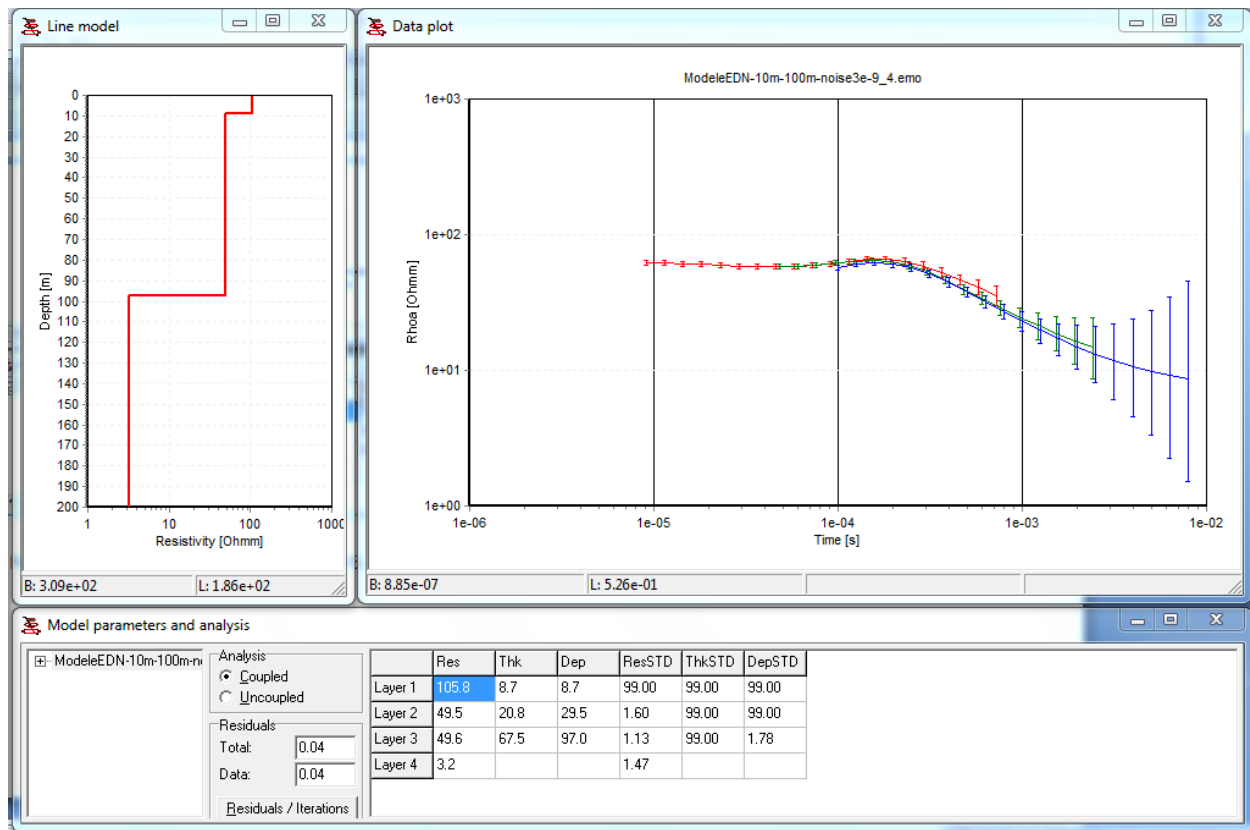 Line model
0
10
20
30
40
50
60
70
80
90
100
110
120
130
140
150
160
170
180
190
200
Depth [m]
1 10 100 1000
Resistivity [Ohmm]
B: 3.09e+02 L: 1.86e+02
Data plot
ModeleEDN-10m-100m-noise3e-9_4.emo
1e+03
1e+02
1e+01
1e+00
Rhoa [Ohmm]
1e-06 1e-05 1e-04 1e-03 1e-02
Time [s]
B: 8.85e-07 L: 5.26e-01
Model parameters and analysis
ModeleEDN-10m-100m-n
Analysis
Coupled
Uncoupled
Residuals
Total: 0.04
Data: 0.04
Residuals / Iterations
Res Thk Dep ResSTD ThkSTD DepSTD
Layer 1 105.8 8.7 8.7 99.00 99.00 99.00
Layer 2 49.5 20.8 29.5 1.60 99.00 99.00
Layer 3 49.6 67.5 97.0 1.13 99.00 1.78
Layer 4 3.2 1.47